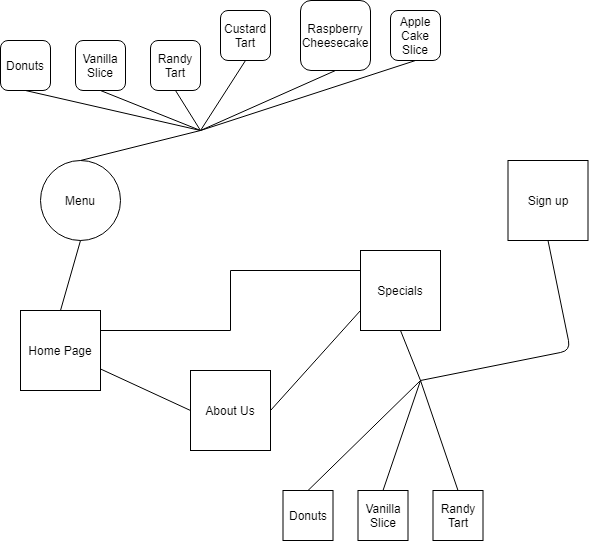 Donuts
Vanilla
Slice
Randy
Tart
Custard
Tart
Raspberry
Cheesecake
Apple
Cake
Slice
Menu
Sign up
Specials
Home Page
About Us
Donuts
Vanilla
Slice
Randy
Tart